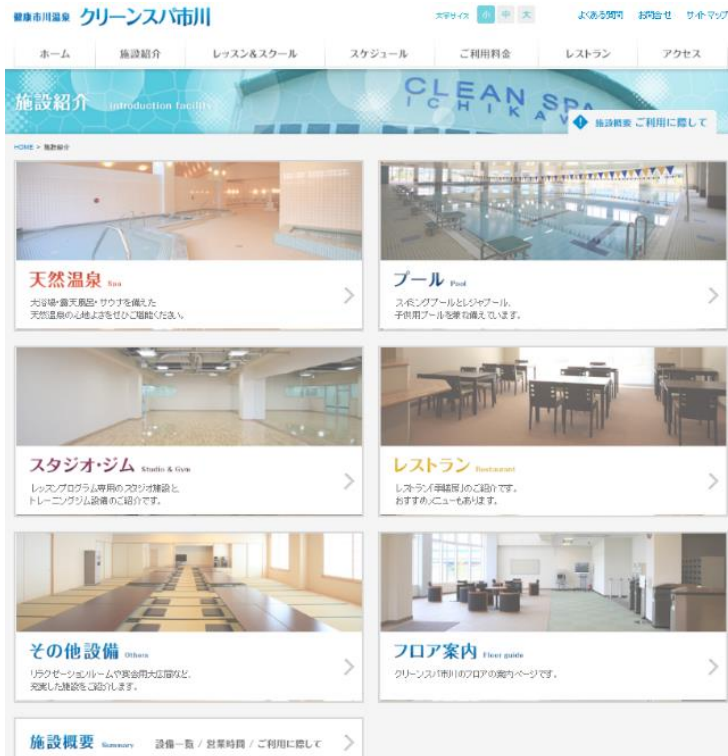 健康市川温泉 クリーンスパ市川
文字サイズ 小 中 大 よくある質問 お問合せ サイトマップ
ホーム 施設紹介 レッスン&スクール スケジュール ご利用料金 レストラン アクセス
施設紹介 introduction facility
CLEAN SPA
ICHIKAWA
施設概要 ご利用に際して
HOME > 施設紹介
天然温泉 Spa
大浴場・露天風呂・サウナを備えた
天然温泉の心地よさをぜひご堪能ください。
プール Pool
スイミングプールとレジャープール、
子供用プールを兼ね備えています。
スタジオ・ジム Studio & Gym
レッスンプログラム専用のスタジオ施設と、
トレーニングジム設備のご紹介です。
レストラン Restaurant
のご紹介です。
おすすめメニューもあります。
その他設備 Others
リラクゼーションルームや宴会用大広間など、
充実した施設をご紹介します。
フロア案内 Floor guide
クリーンスパ市川のフロアの案内ページです。
施設概要 Summary 設備一覧 / 営業時間 / ご利用に際して